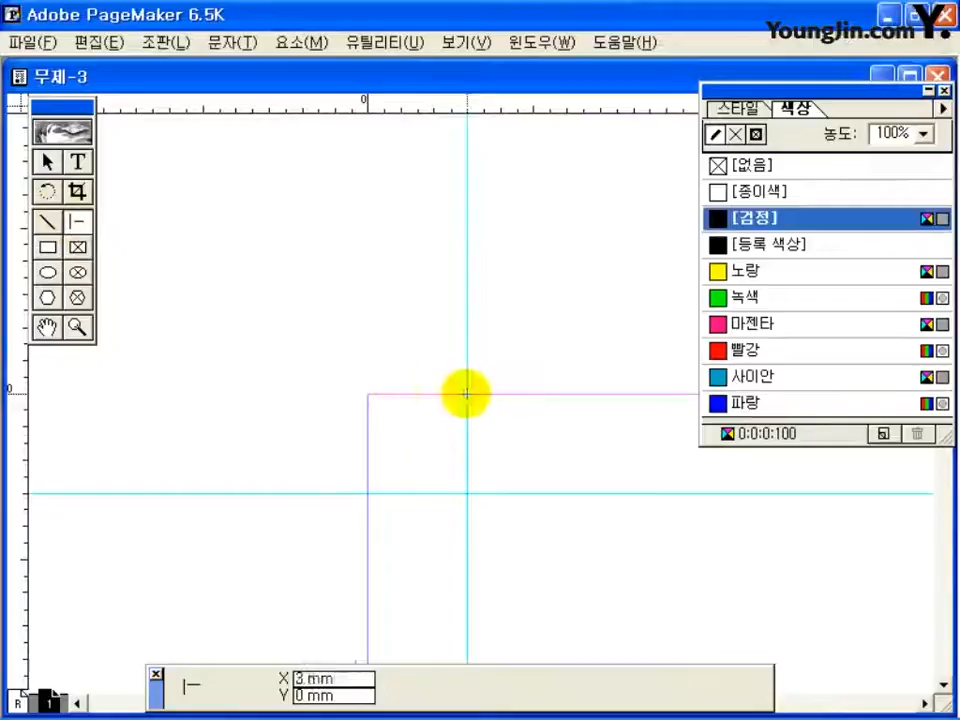 Adobe PageMaker 6.5K
YoungJin.com Y.
파일(F) 편집(E) 조판(L) 문자(T) 요소(M) 유틸리티(U) 보기(V) 윈도우(W) 도움말(H)
무제-3
0
스타일 색상
T
농도: 100%
[없음]
[종이색]
[검정]
[등록 색상]
노랑
녹색
마젠타
빨강
0
사이안
파랑
0:0:0:100
X 3 mm
Y 0 mm
R 1